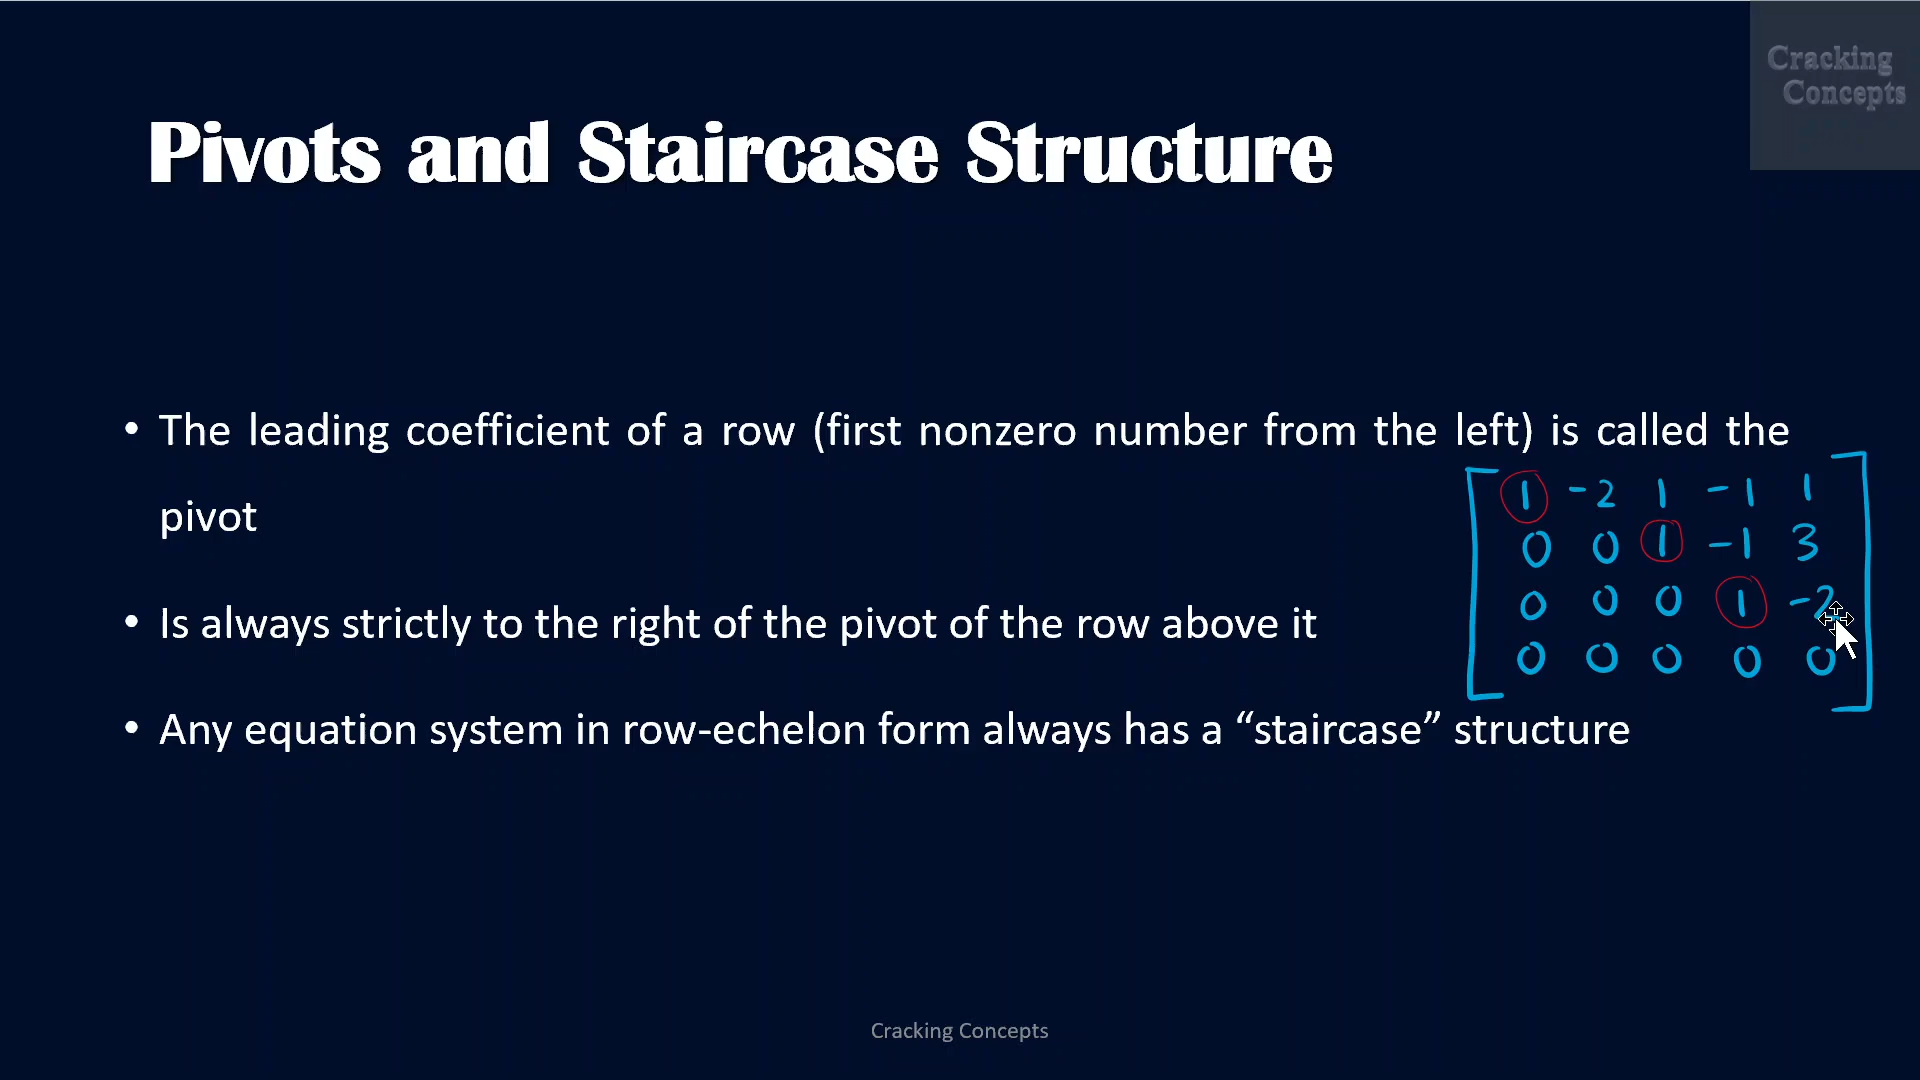 Cracking
Concepts
Pivots and Staircase Structure
• The leading coefficient of a row (first nonzero number from the left) is called the
pivot
• Is always strictly to the right of the pivot of the row above it
• Any equation system in row-echelon form always has a “staircase” structure
1 -2 1 -1 1
0 0 1 -1 3
0 0 0 1 -2
0 0 0 0 0
Cracking Concepts